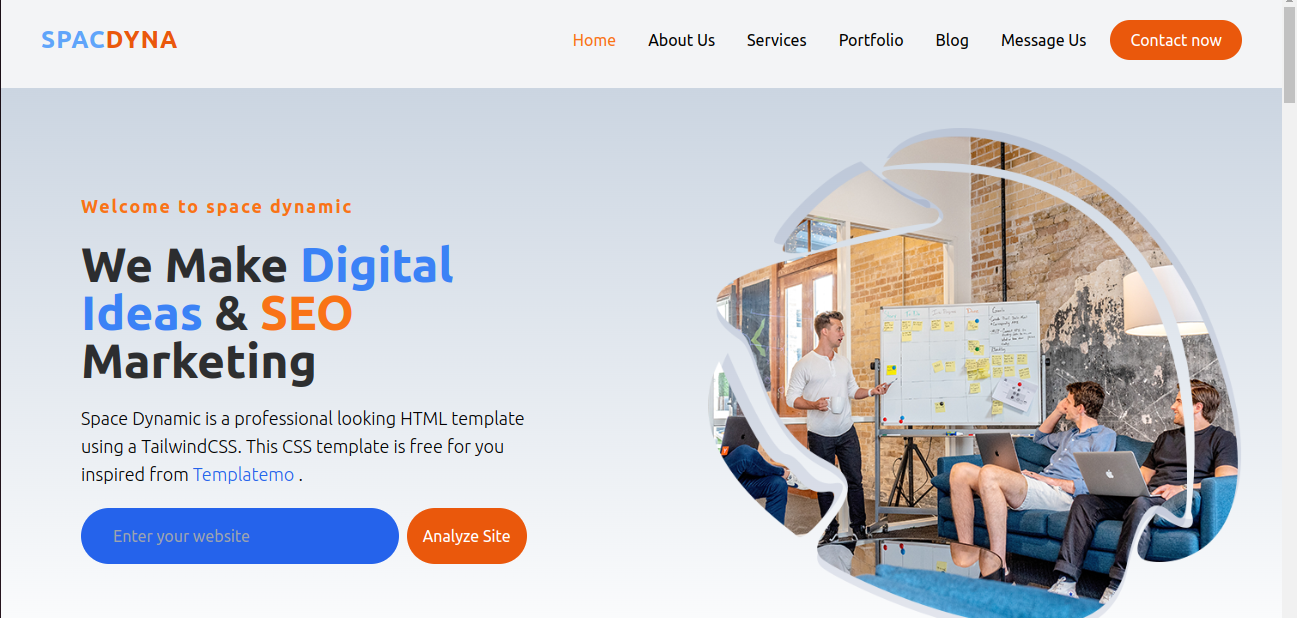 SPACDYNA
Home About Us Services Portfolio Blog Message Us Contact now
Welcome to space dynamic
We Make Digital
Ideas & SEO
Marketing
Space Dynamic is a professional looking HTML template
using a TailwindCSS. This CSS template is free for you
inspired from Templatemo .
Enter your website Analyze Site